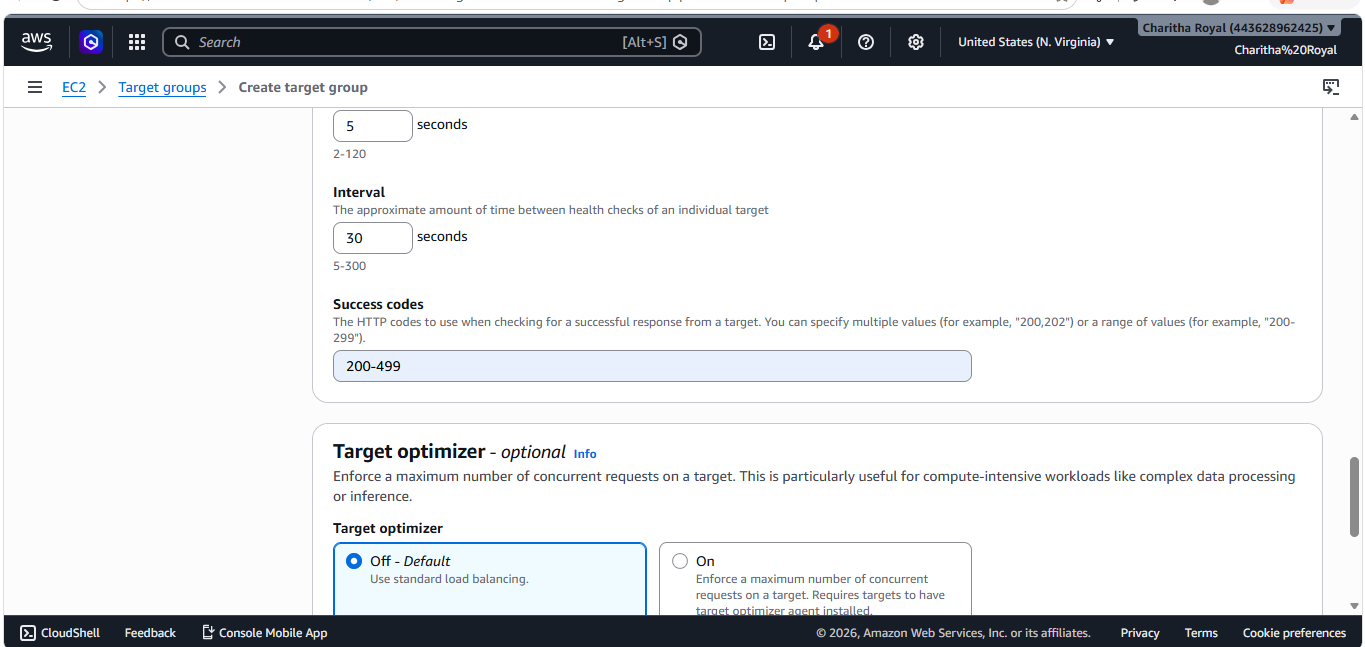 aws
Search [Alt+S]
1
United States (N. Virginia) ▼
Charitha Royal (443628962425) ▼
Charitha%20Royal
EC2 > Target groups > Create target group
5 seconds
2-120
Interval
The approximate amount of time between health checks of an individual target
30 seconds
5-300
Success codes
The HTTP codes to use when checking for a successful response from a target. You can specify multiple values (for example, "200,202") or a range of values (for example, "200-
299").
200-499
Target optimizer - optional Info
Enforce a maximum number of concurrent requests on a target. This is particularly useful for compute-intensive workloads like complex data processing
or inference.
Target optimizer
Off - Default
Use standard load balancing.
On
Enforce a maximum number of concurrent
requests on a target. Requires targets to have
target optimizer agent installed.
CloudShell Feedback Console Mobile App © 2026, Amazon Web Services, Inc. or its affiliates. Privacy Terms Cookie preferences